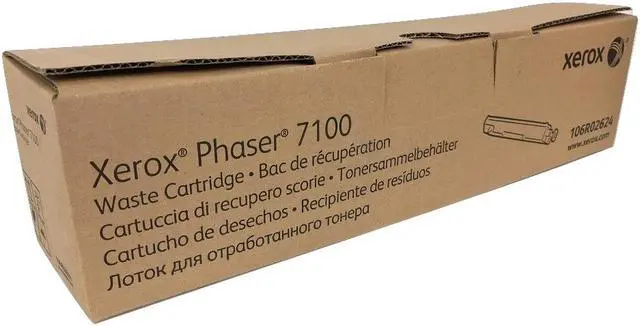 Xerox® Phaser® 7100
Waste Cartridge • Bac de récupération
Cartuccia di recupero scorie • Tonersammelbehälter
Cartucho de desechos • Recipiente de resíduos
Лоток для отработанного тонера
xerox
106R02624
www.xerox.com